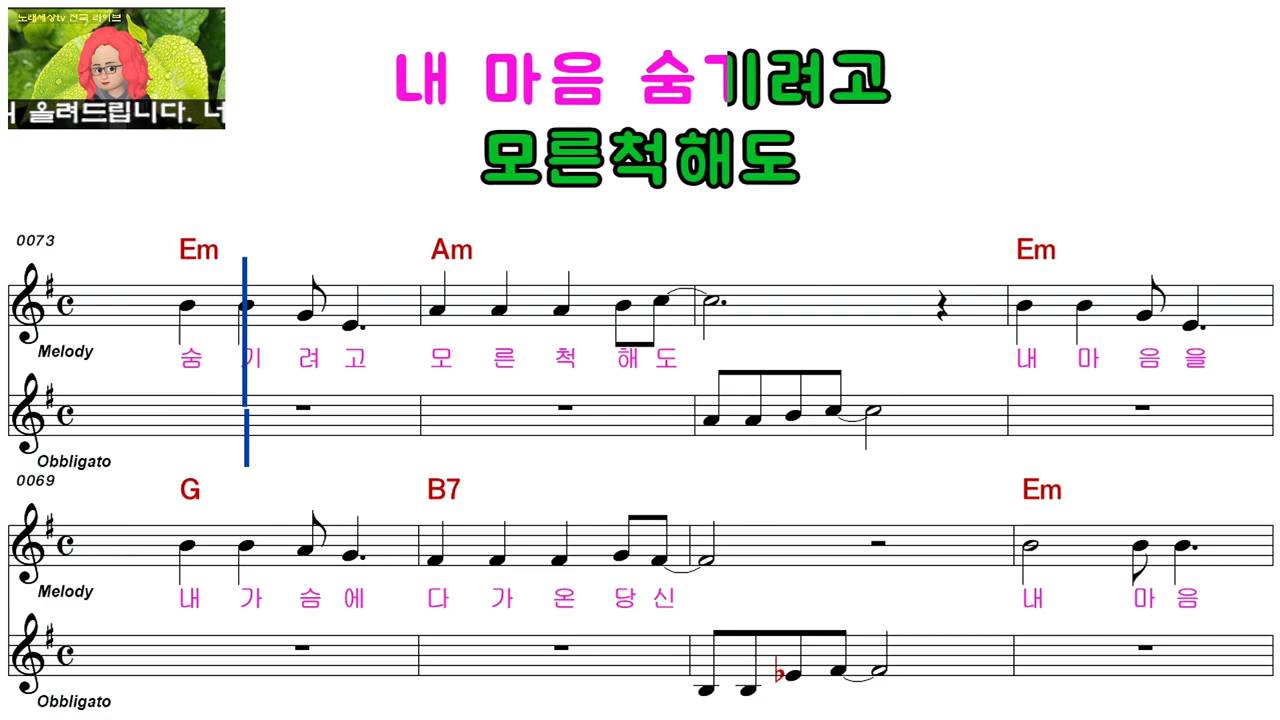 노래세상tv 전국 라이브
올려드립니다. 너
내 마음 숨기려고
모른척해도
0073
Em Am Em
Melody
숨 기 려 고 모 른 척 해 도 내 마 음 을
Obbligato
0069
G B7 Em
Melody
내 가 슴 에 다 가 온 당 신 내 마 음
Obbligato